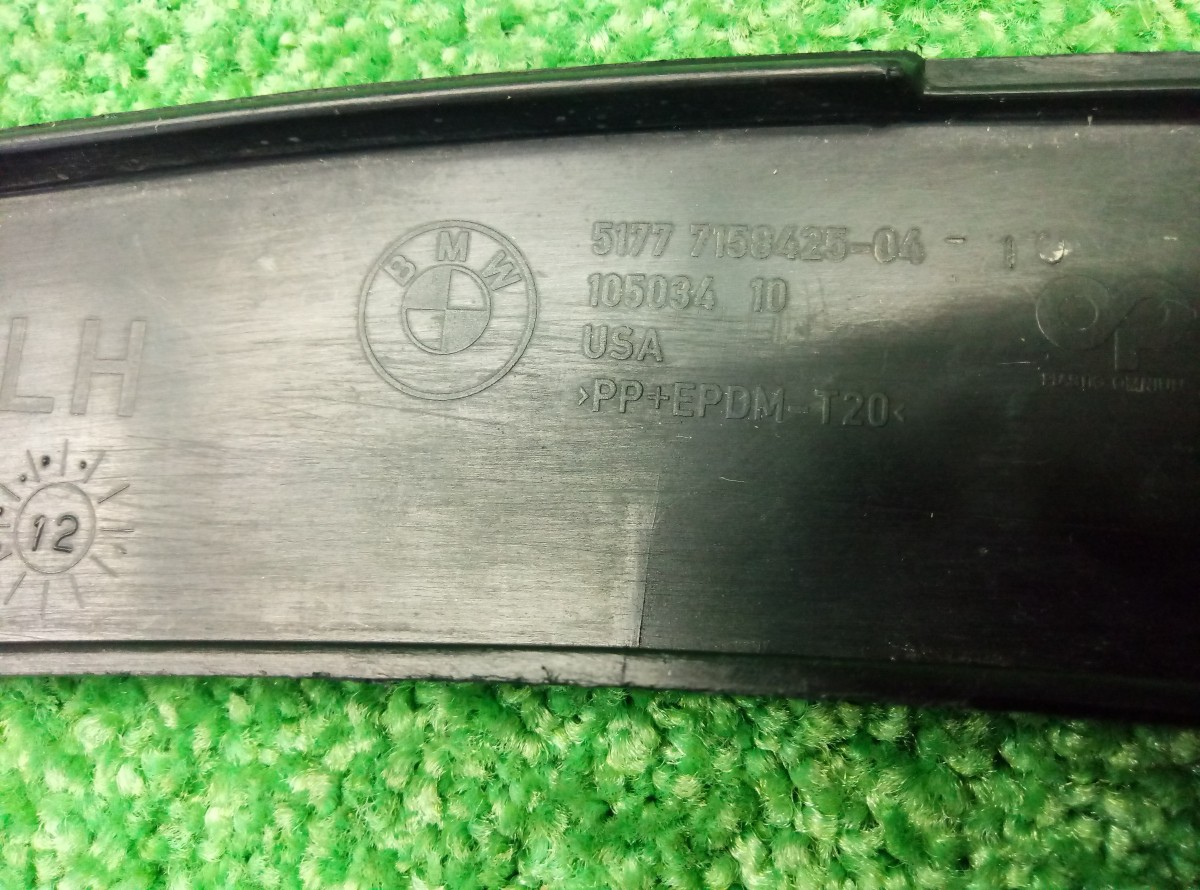 BMW
5177 7158425-04 -
105034 10
USA
>PP+EPDM-T20<
LH
12